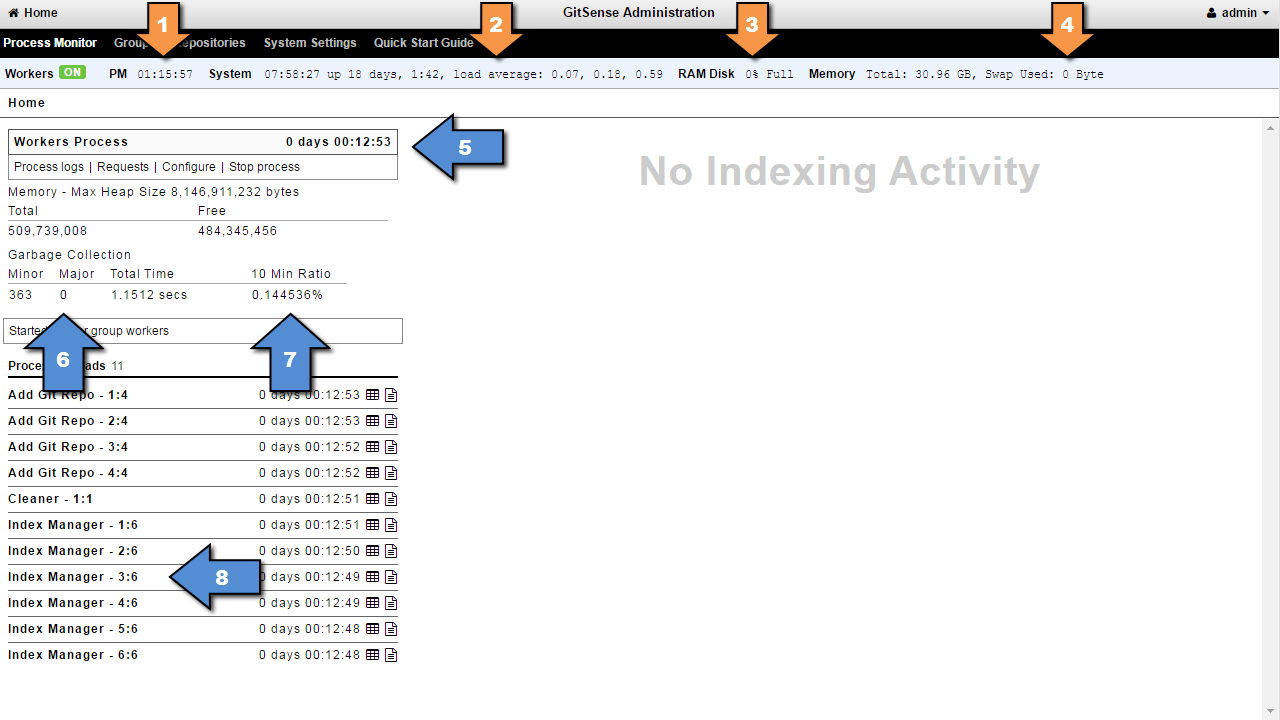 Home GitSense Administration admin
1 2 3 4
Process Monitor Group Repositories System Settings Quick Start Guide
Workers ON PM 01:15:57 System 07:58:27 up 18 days, 1:42, load average: 0.07, 0.18, 0.59 RAM Disk 0% Full Memory Total: 30.96 GB, Swap Used: 0 Byte
Home
Workers Process 0 days 00:12:53
5
Process logs | Requests | Configure | Stop process
No Indexing Activity
Memory - Max Heap Size 8,146,911,232 bytes
Total Free
509,739,008 484,345,456
Garbage Collection
Minor Major Total Time 10 Min Ratio
363 0 1.1512 secs 0.144536%
Started group workers
6 7
11
Add Git Repo - 1:4 0 days 00:12:53
Add Git Repo - 2:4 0 days 00:12:53
Add Git Repo - 3:4 0 days 00:12:52
Add Git Repo - 4:4 0 days 00:12:52
Cleaner - 1:1 0 days 00:12:51
Index Manager - 1:6 0 days 00:12:51
Index Manager - 2:6 0 days 00:12:50
Index Manager - 3:6 8 0 days 00:12:49
Index Manager - 4:6 0 days 00:12:49
Index Manager - 5:6 0 days 00:12:48
Index Manager - 6:6 0 days 00:12:48